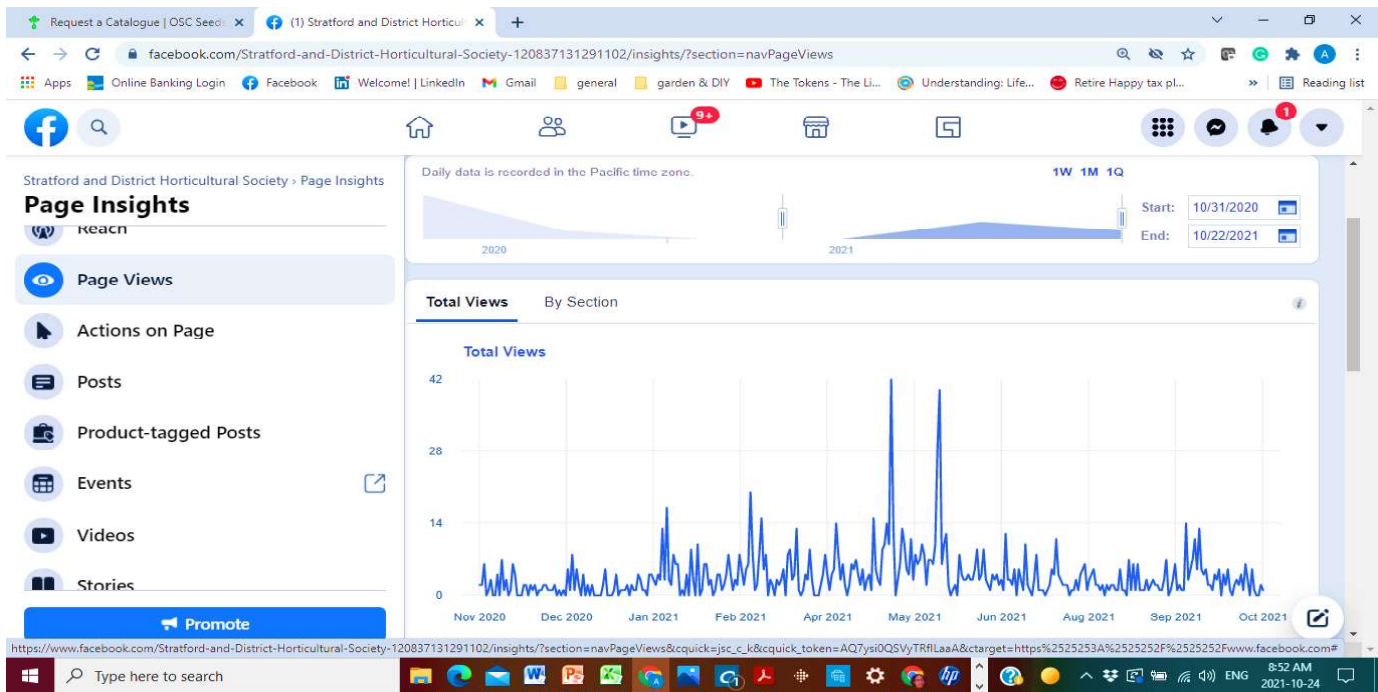 Request a Catalogue | OSC Seeds
(1) Stratford and District Horticul
facebook.com/Stratford-and-District-Horticultural-Society-120837131291102/insights/?section=navPageViews
A
Apps
Online Banking Login
Facebook
Welcome! | LinkedIn
Gmail
general
garden & DIY
The Tokens - The Li...
Understanding: Life...
Retire Happy tax pl...
»
Reading list
9+
1
Stratford and District Horticultural Society › Page Insights
Page Insights
Reach
Page Views
Actions on Page
Posts
Product-tagged Posts
Events
Videos
Stories
Promote
Daily data is recorded in the Pacific time zone.
1W 1M 1Q
Start: 10/31/2020
End: 10/22/2021
2020
2021
Total Views
By Section
Total Views
42
28
14
0
Nov 2020
Dec 2020
Jan 2021
Feb 2021
Apr 2021
May 2021
Jun 2021
Aug 2021
Sep 2021
Oct 2021
https://www.facebook.com/Stratford-and-District-Horticultural-Society-120837131291102/insights/?section=navPageViews&cquick=jsc_c_k&cquick_token=AQ7ysi0QSVyTRflLaaA&ctarget=https%2525253A%2525252F%2525252Fwww.facebook.com#
Type here to search
ENG
8:52 AM
2021-10-24